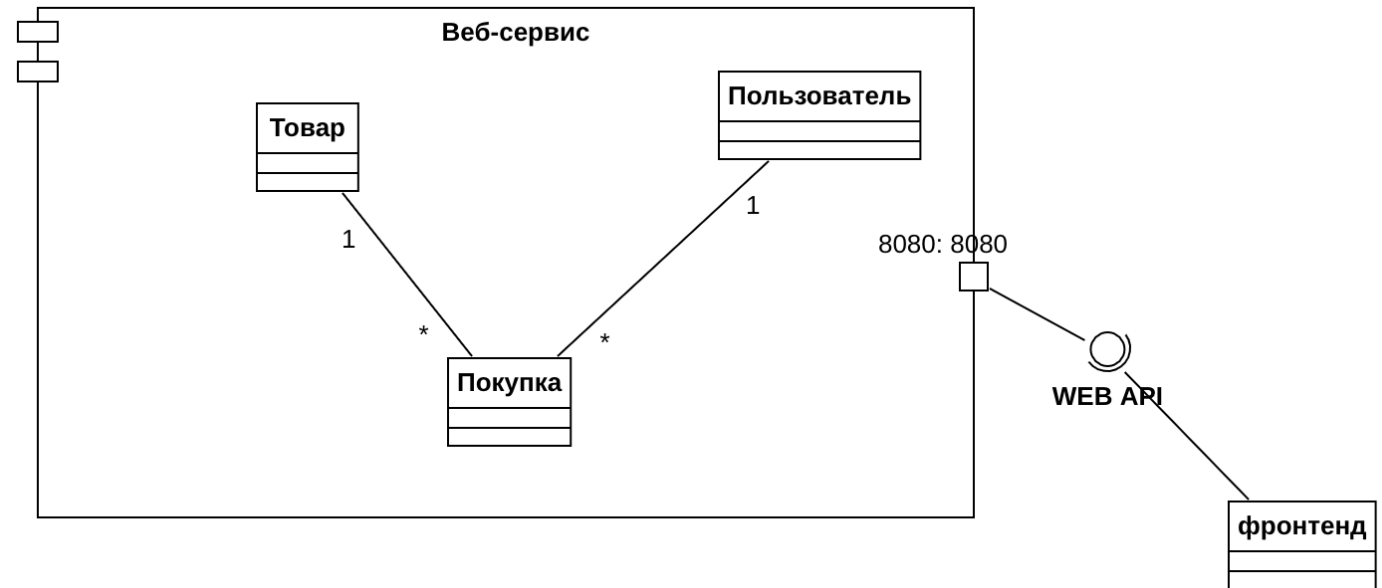 Веб-сервис
Пользователь
Товар
1
1
8080: 8080
*
*
Покупка
WEB API
фронтенд